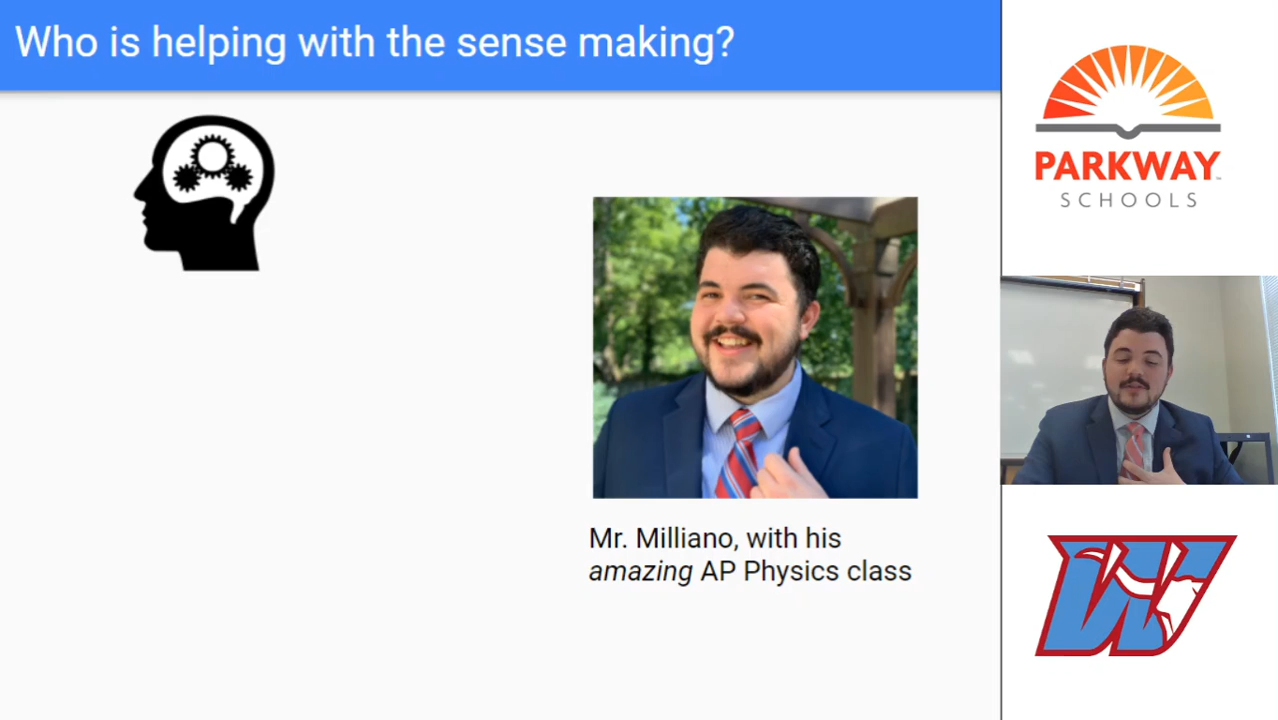 Who is helping with the sense making?
PARKWAY
SCHOOLS
Mr. Milliano, with his
amazing AP Physics class
W